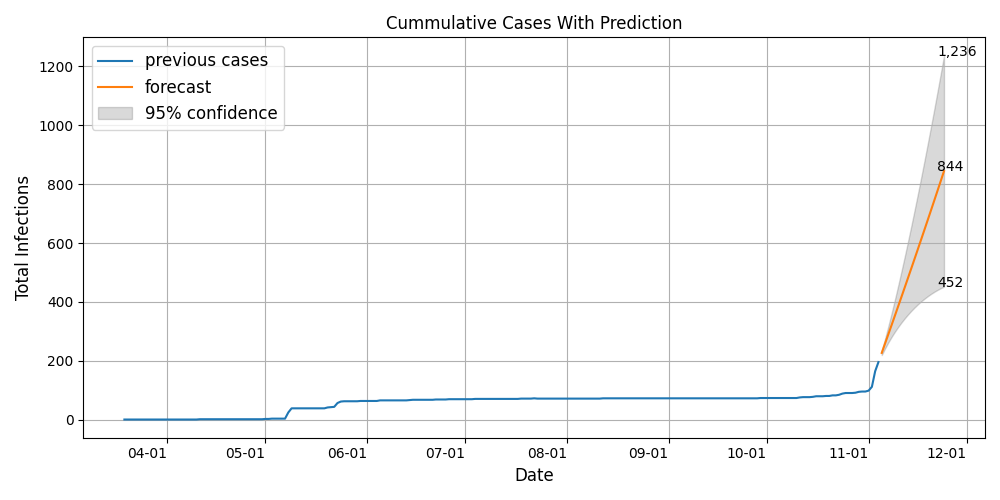 Cummulative Cases With Prediction
previous cases
forecast
95% confidence
1,236
844
452
1200
1000
800
600
400
200
0
Total Infections
04-01 05-01 06-01 07-01 08-01 09-01 10-01 11-01 12-01
Date